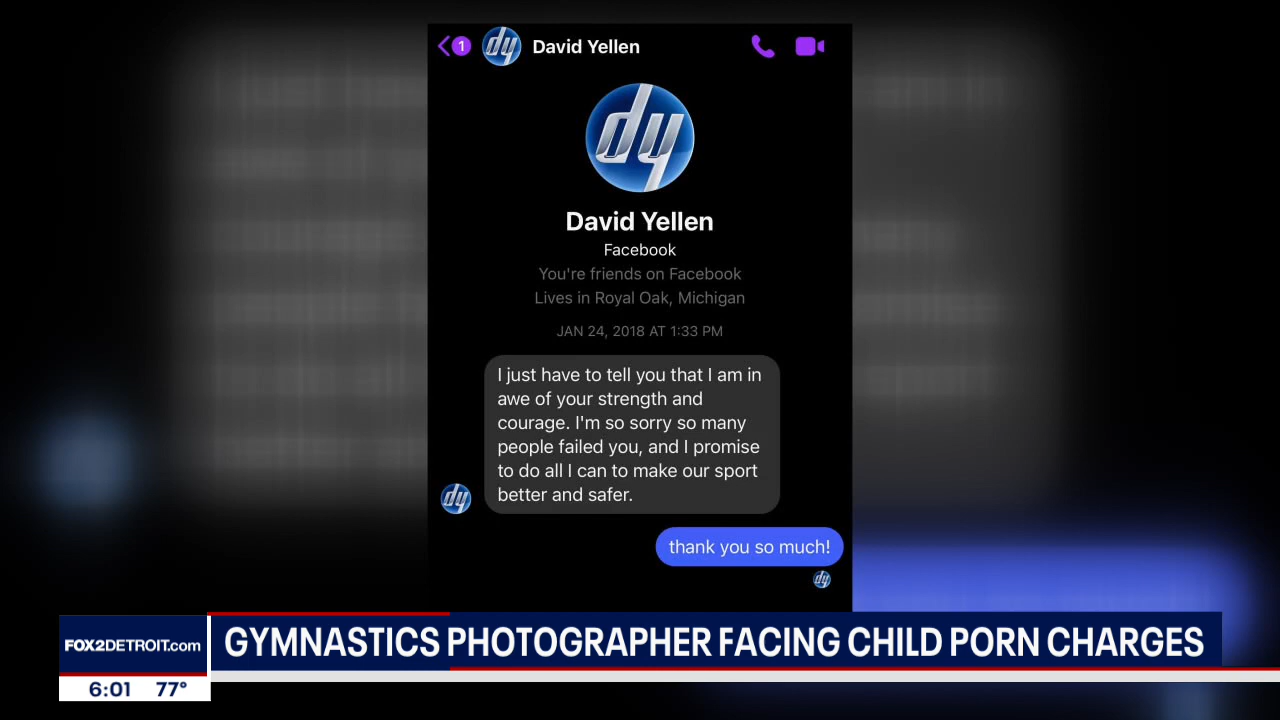 1
dy
David Yellen
dy
David Yellen
Facebook
You're friends on Facebook
Lives in Royal Oak, Michigan
JAN 24, 2018 AT 1:33 PM
I just have to tell you that I am in
awe of your strength and
courage. I'm so sorry so many
people failed you, and I promise
to do all I can to make our sport
better and safer.
dy
thank you so much!
dy
FOX2DETROIT.com
GYMNASTICS PHOTOGRAPHER FACING CHILD PORN CHARGES
6:01 77°